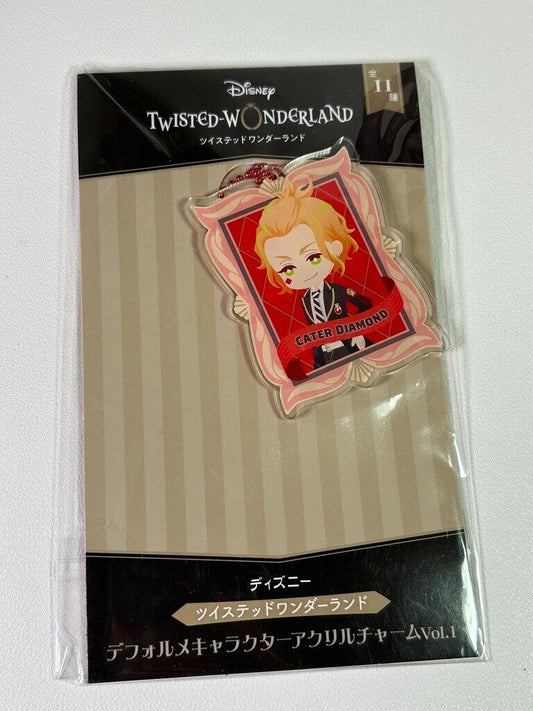 Disney
TWISTED-WONDERLAND
ツイステッドワンダーランド
全
11
種
CATER DIAMOND
ディズニー
ツイステッドワンダーランド
デフォルメキャラクターアクリルチャームVol.1